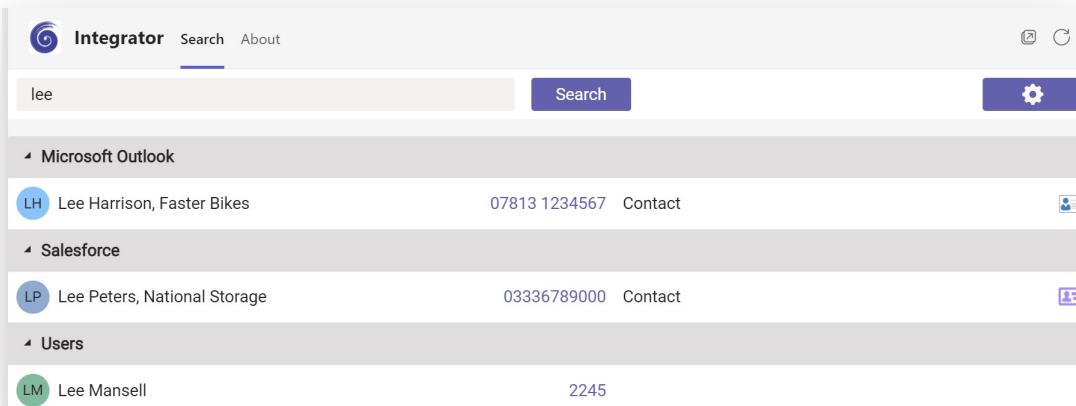 Integrator Search About
lee Search
Microsoft Outlook
LH Lee Harrison, Faster Bikes 07813 1234567 Contact
Salesforce
LP Lee Peters, National Storage 03336789000 Contact
Users
LM Lee Mansell 2245